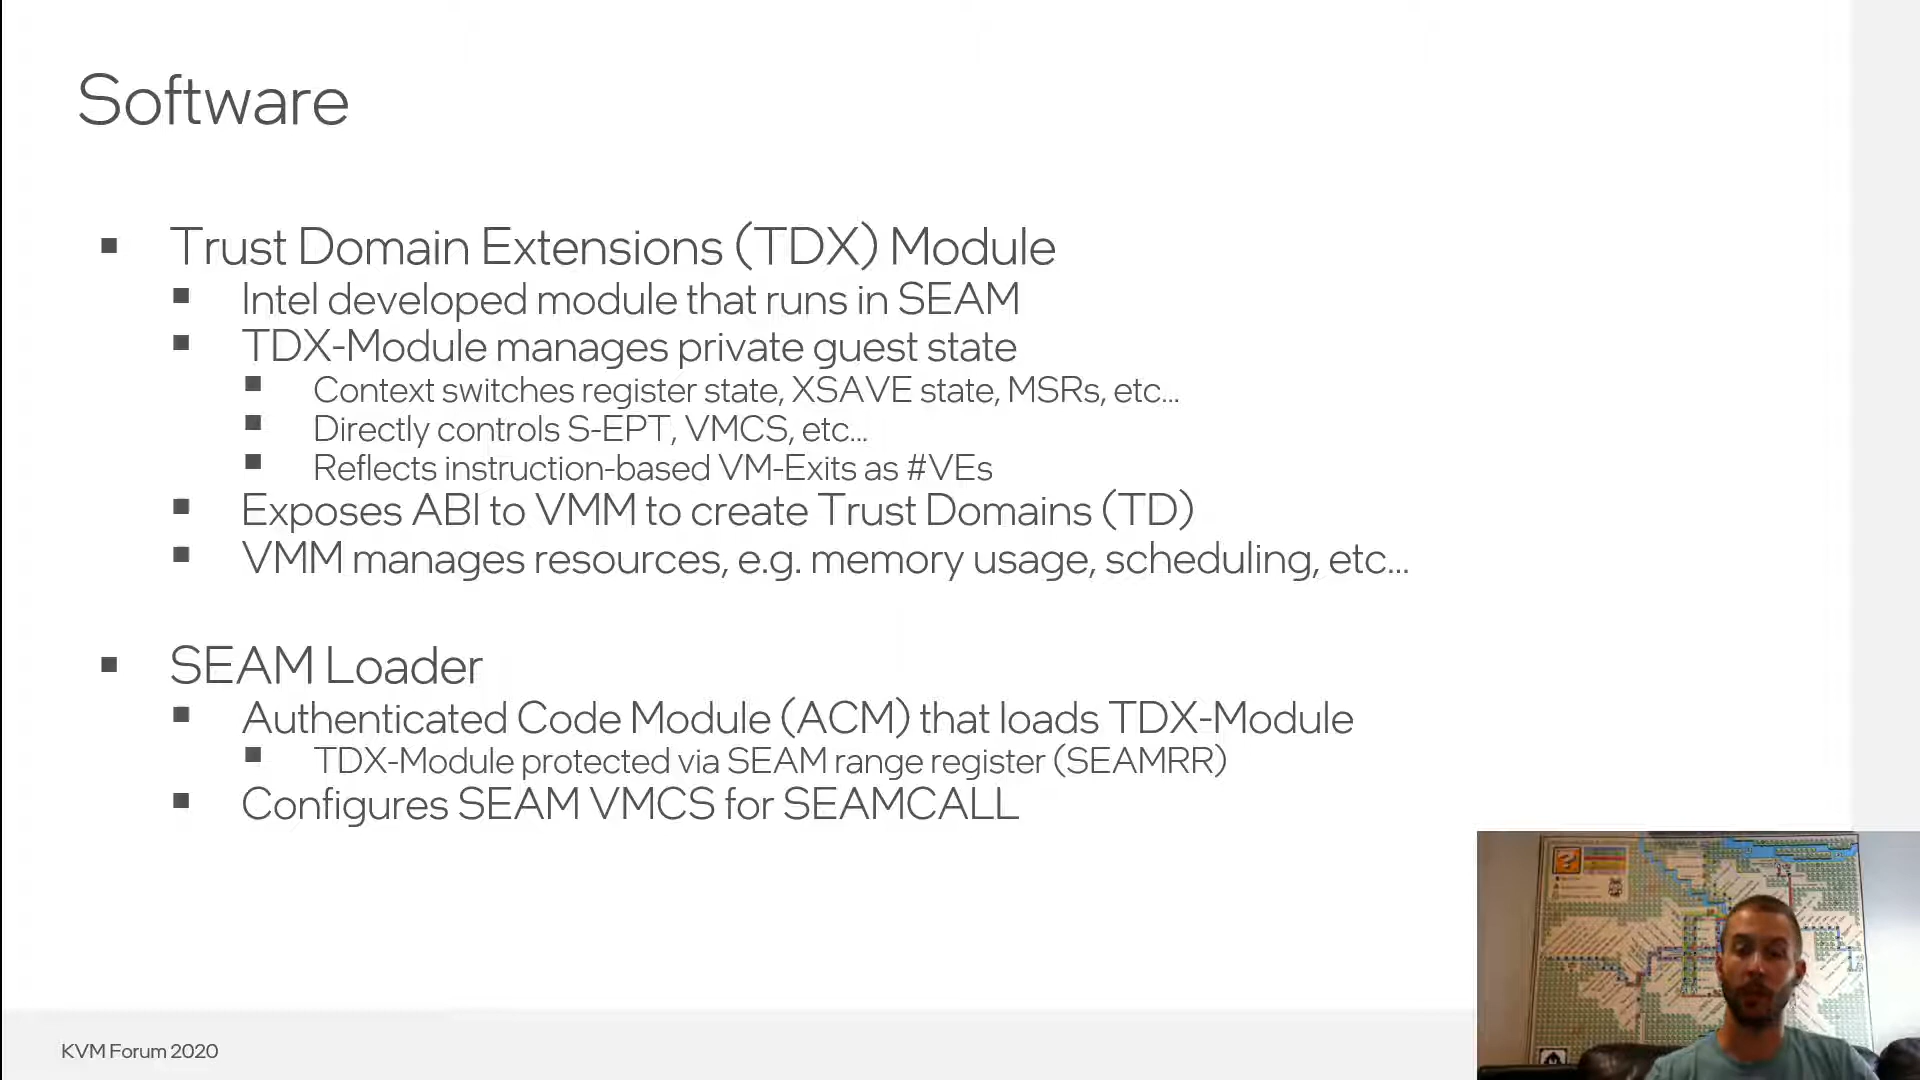 Software
Trust Domain Extensions (TDX) Module
Intel developed module that runs in SEAM
TDX-Module manages private guest state
Context switches register state, XSAVE state, MSRs, etc...
Directly controls S-EPT, VMCS, etc...
Reflects instruction-based VM-Exits as #VEs
Exposes ABI to VMM to create Trust Domains (TD)
VMM manages resources, e.g. memory usage, scheduling, etc...
SEAM Loader
Authenticated Code Module (ACM) that loads TDX-Module
TDX-Module protected via SEAM range register (SEAMRR)
Configures SEAM VMCS for SEAMCALL
KVM Forum 2020